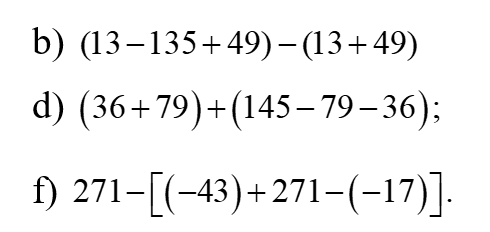 b) (13−135+49)−(13+49)
d) (36+79)+(145−79−36);
f) 271−[(−43)+271−(−17)].